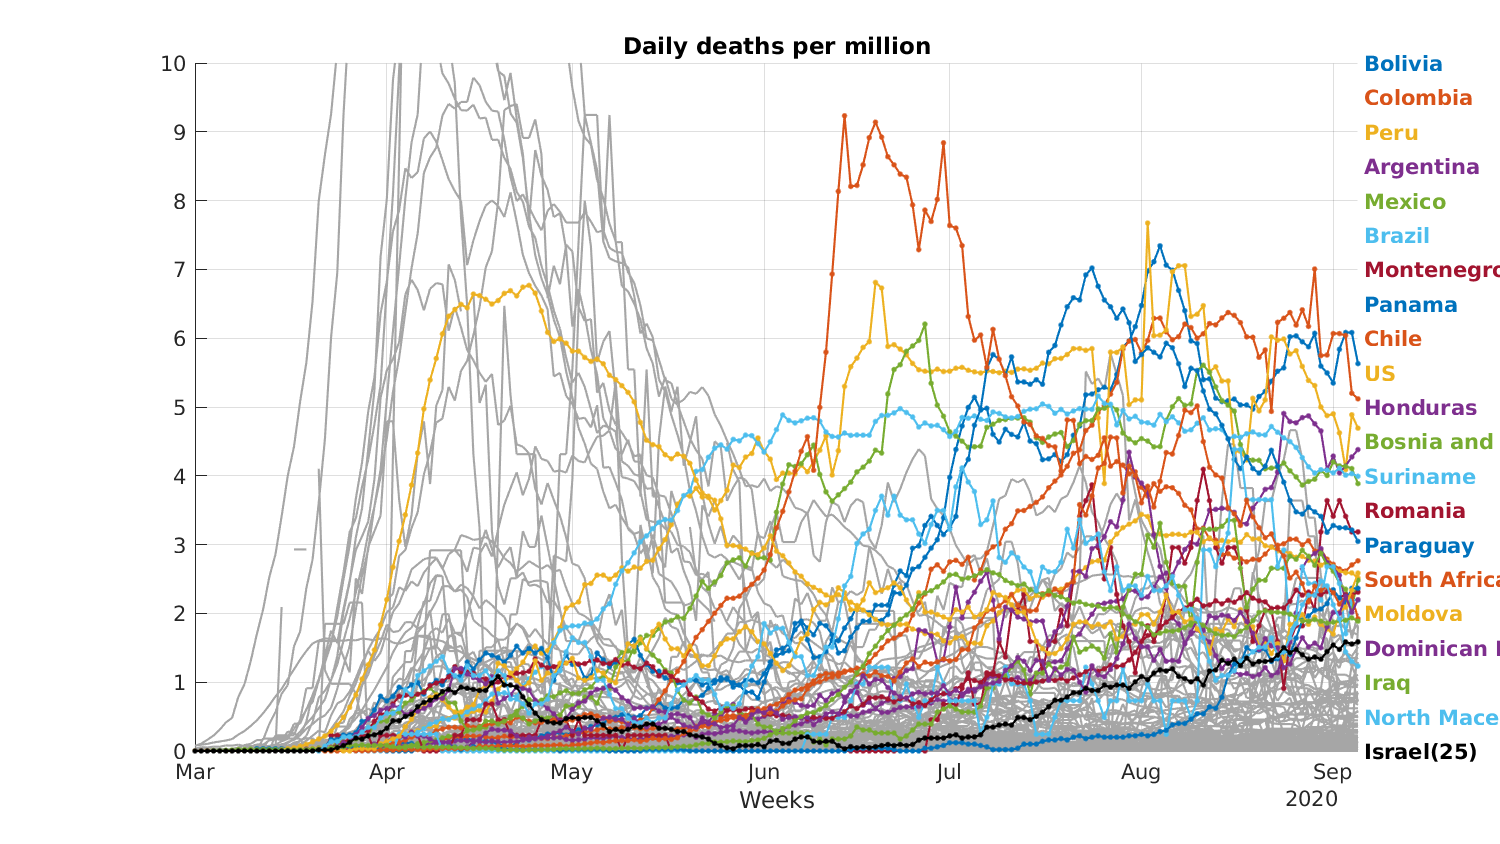 Daily deaths per million
10
9
8
7
6
5
4
3
2
1
0
Mar
Apr
May
Jun
Jul
Aug
Sep
2020
Weeks
Bolivia
Colombia
Peru
Argentina
Mexico
Brazil
Montenegro
Panama
Chile
US
Honduras
Bosnia and
Suriname
Romania
Paraguay
South Africa
Moldova
Dominican
Iraq
North Mace
Israel(25)